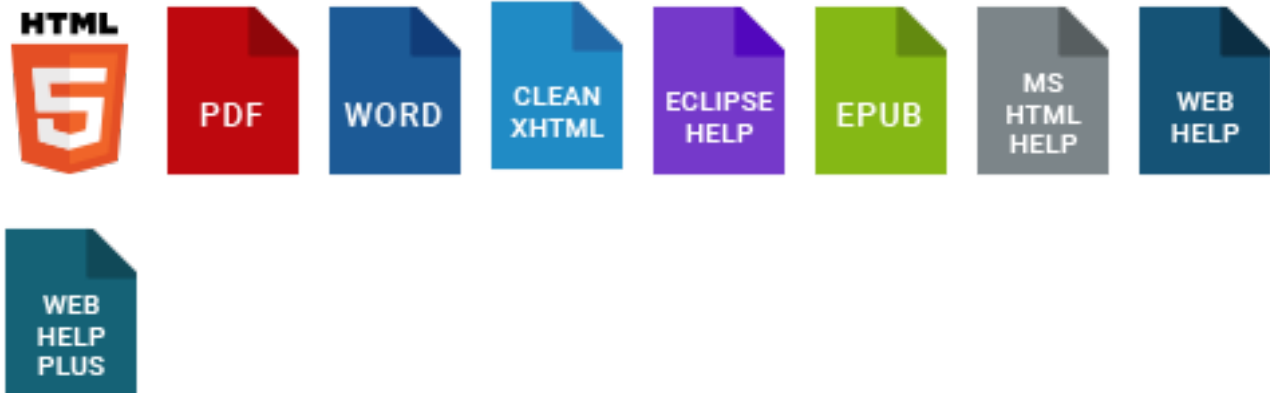 HTML
5
PDF
WORD
CLEAN
XHTML
ECLIPSE
HELP
EPUB
MS
HTML
HELP
WEB
HELP
WEB
HELP
PLUS